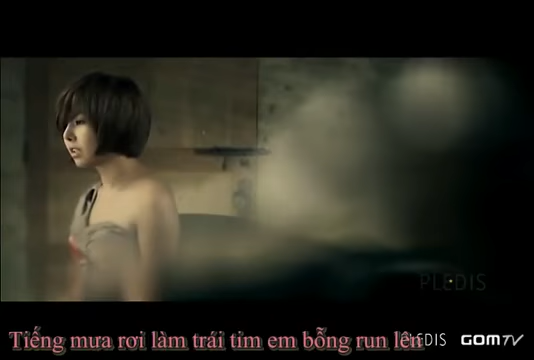 PLEDIS
Tiếng mưa rơi làm trái tim em bỗng run lên
PLEDIS GOMTV